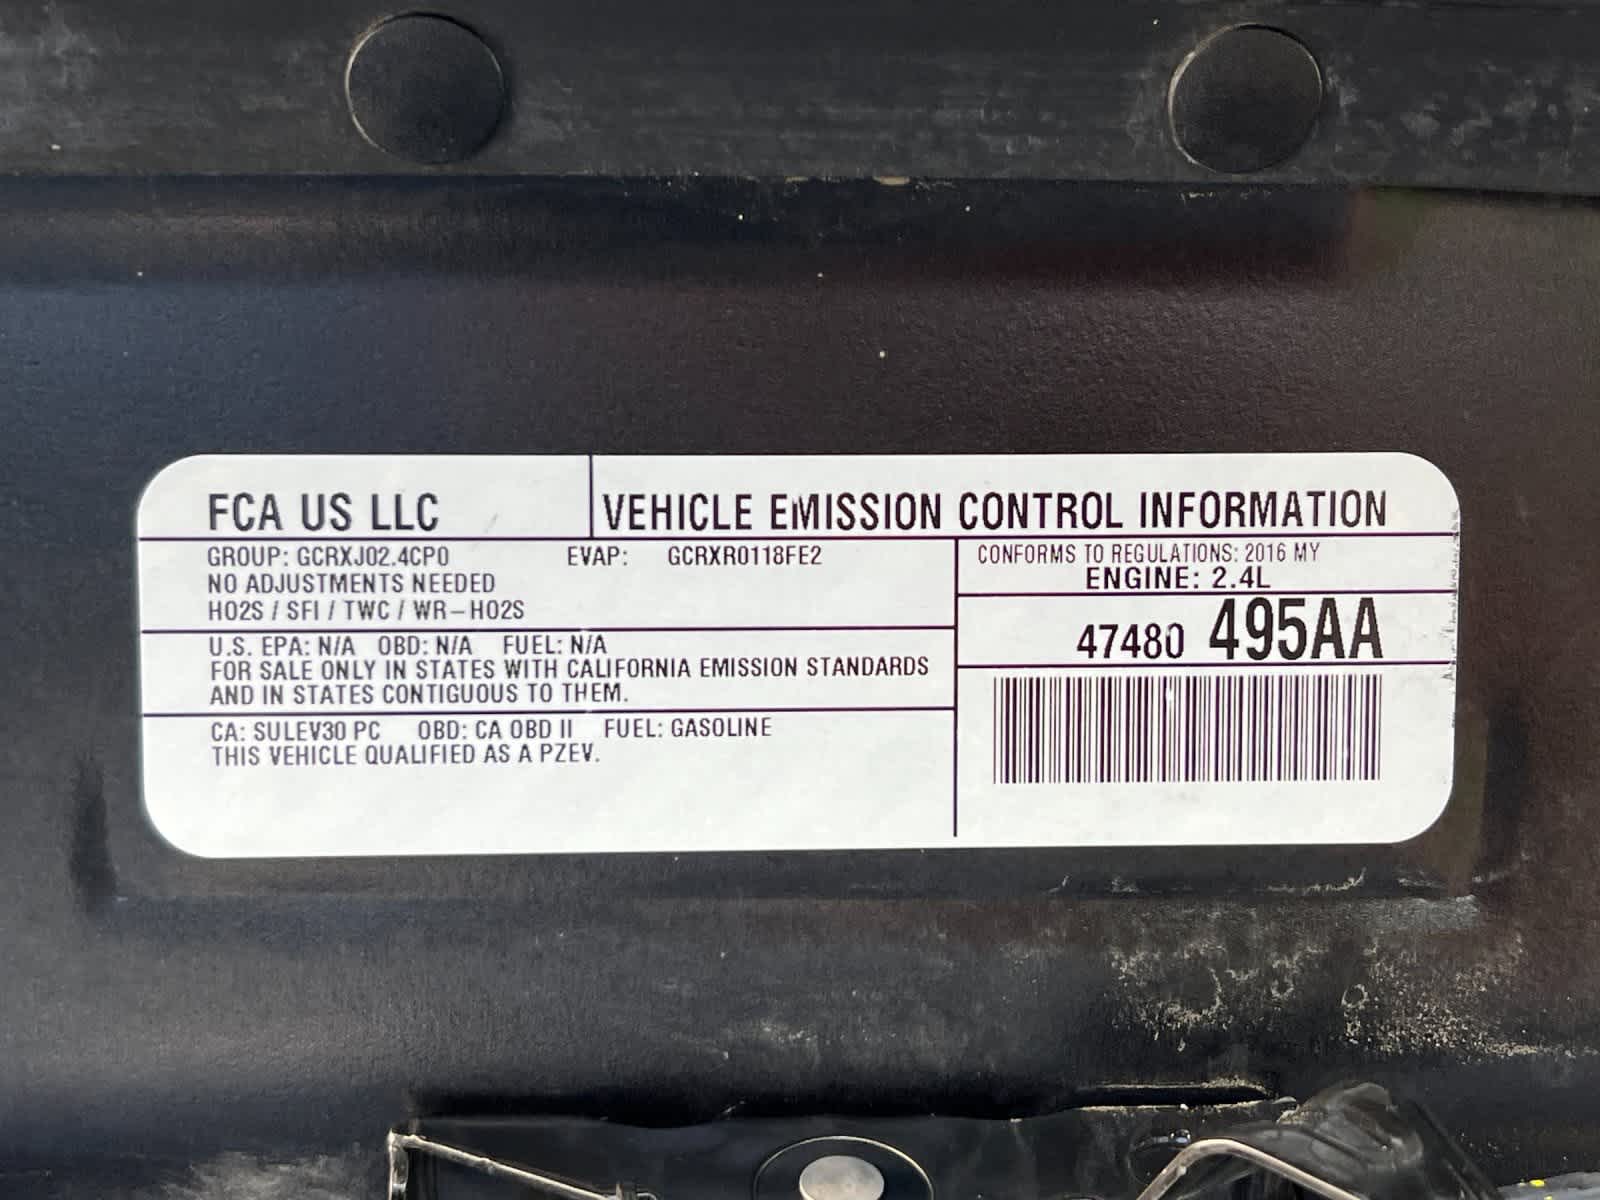 FCA US LLC
VEHICLE EMISSION CONTROL INFORMATION
GROUP: GCRXJ02.4CP0 EVAP: GCRXR0118FE2
NO ADJUSTMENTS NEEDED
HO2S / SFI / TWC / WR-HO2S
CONFORMS TO REGULATIONS: 2016 MY
ENGINE: 2.4L
47480 495AA
U.S. EPA: N/A OBD: N/A FUEL: N/A
FOR SALE ONLY IN STATES WITH CALIFORNIA EMISSION STANDARDS
AND IN STATES CONTIGUOUS TO THEM.
CA: SULEV30 PC OBD: CA OBD II FUEL: GASOLINE
THIS VEHICLE QUALIFIED AS A PZEV.